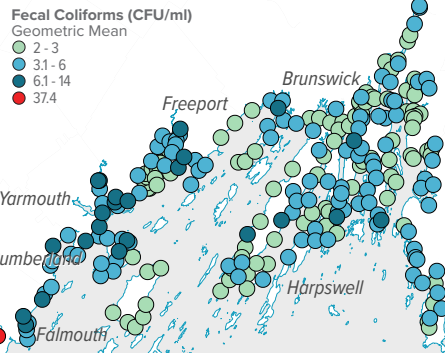 Fecal Coliforms (CFU/ml)
Geometric Mean
2 - 3
3.1 - 6
6.1 - 14
37.4
Brunswick
Freeport
Yarmouth
umberland
Harpswell
Falmouth